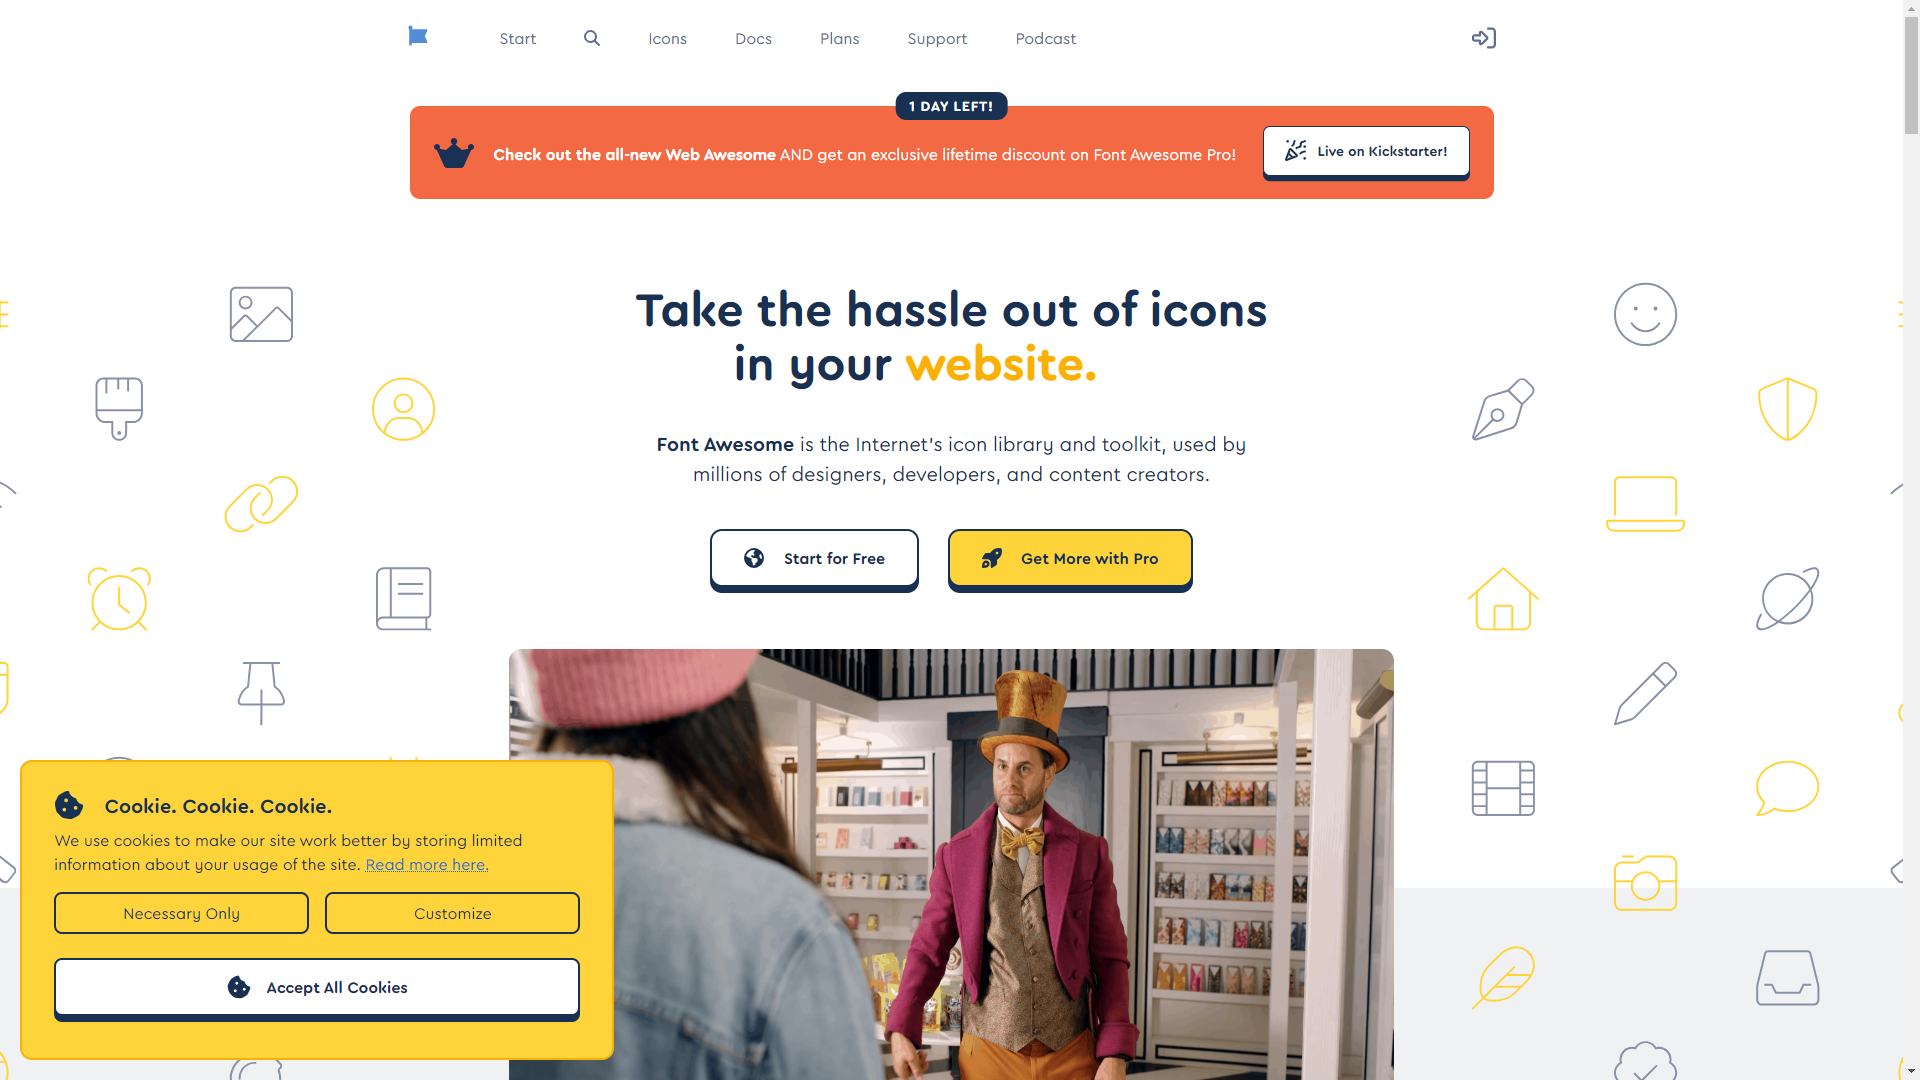 Start
Icons
Docs
Plans
Support
Podcast
1 DAY LEFT!
Check out the all-new Web Awesome AND get an exclusive lifetime discount on Font Awesome Pro!
Live on Kickstarter!
Take the hassle out of icons
in your website.
Font Awesome is the Internet's icon library and toolkit, used by
millions of designers, developers, and content creators.
Start for Free
Get More with Pro
Cookie. Cookie. Cookie.
We use cookies to make our site work better by storing limited
information about your usage of the site. Read more here.
Necessary Only
Customize
Accept All Cookies